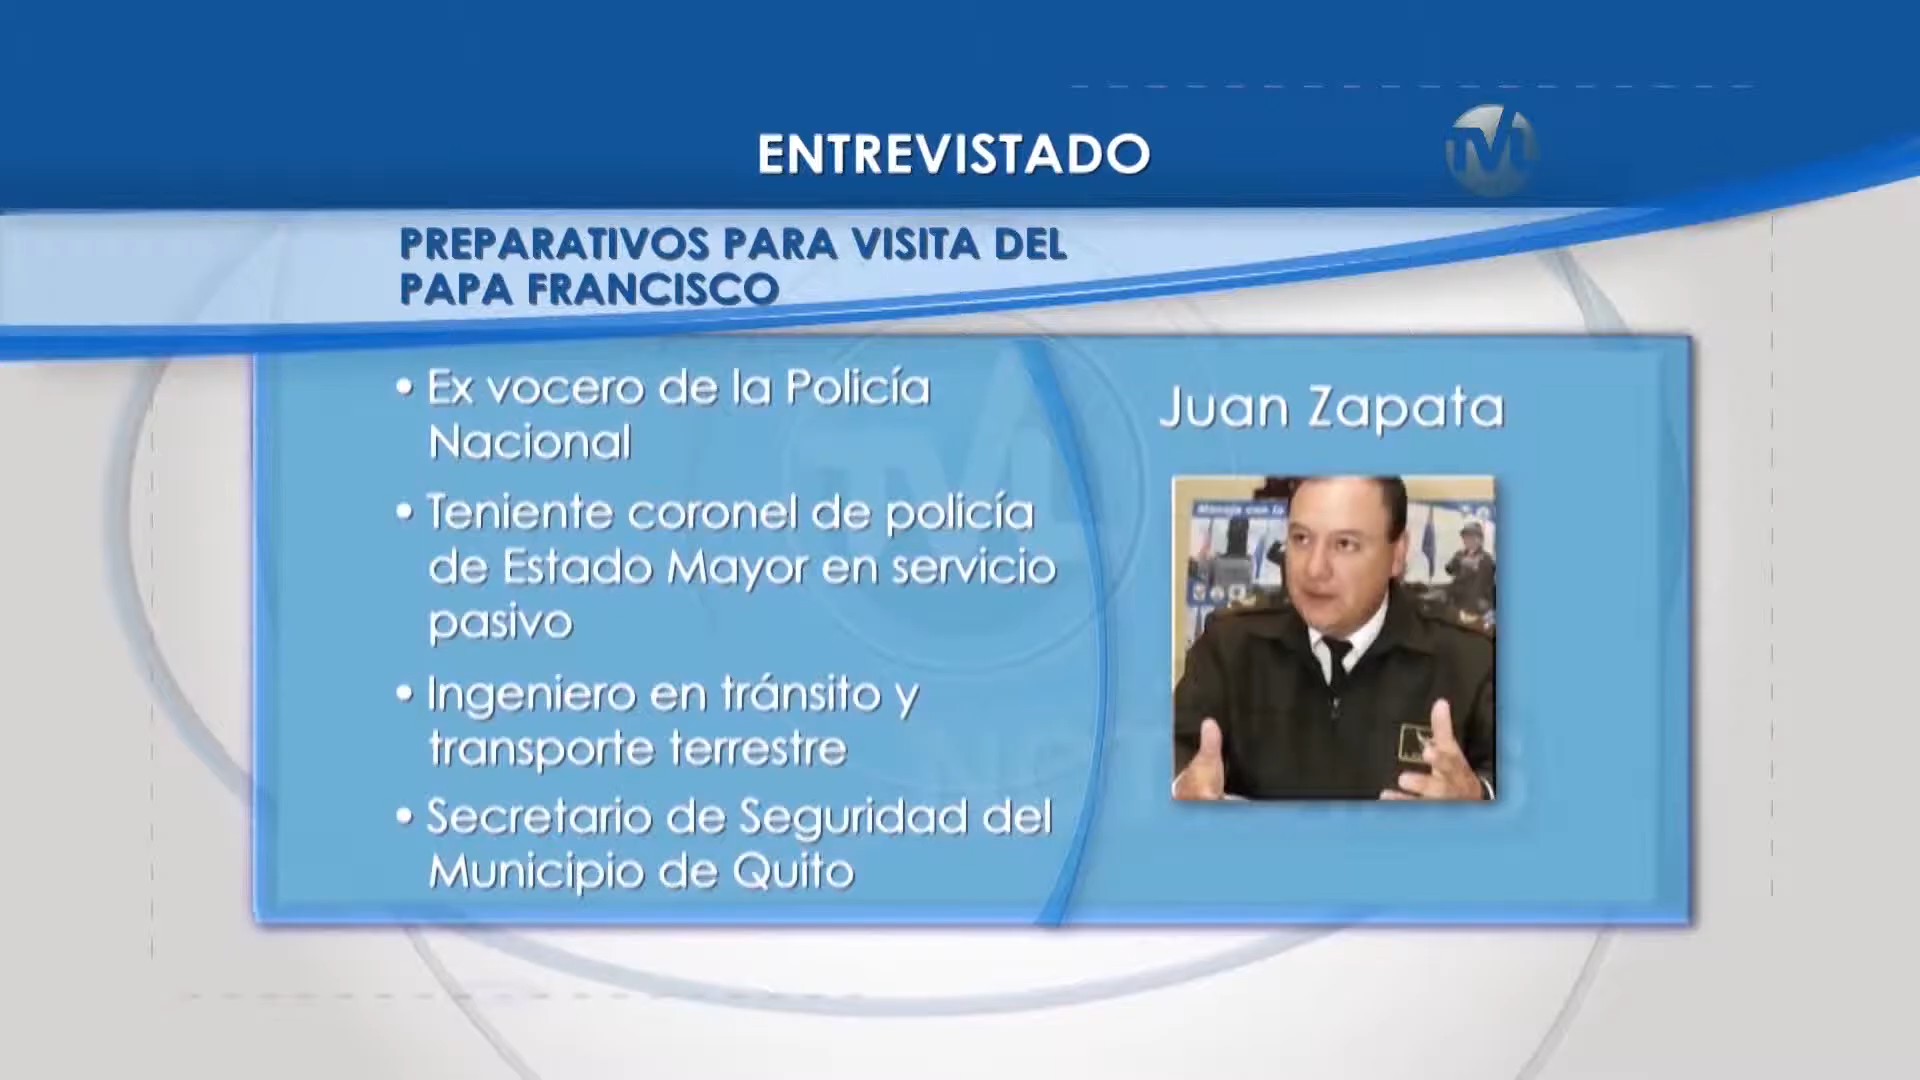 ENTREVISTADO
TVL
PREPARATIVOS PARA VISITA DEL
PAPA FRANCISCO
• Ex vocero de la Policía
Nacional
• Teniente coronel de policía
de Estado Mayor en servicio
pasivo
• Ingeniero en tránsito y
transporte terrestre
• Secretario de Seguridad del
Municipio de Quito
Juan Zapata